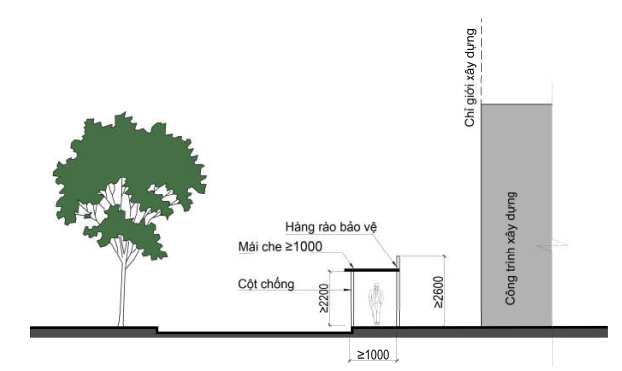 Chỉ giới xây dựng
Hàng rào bảo vệ
Mái che ≥1000
Cột chống
≥2200
≥2600
Công trình xây dựng
≥1000